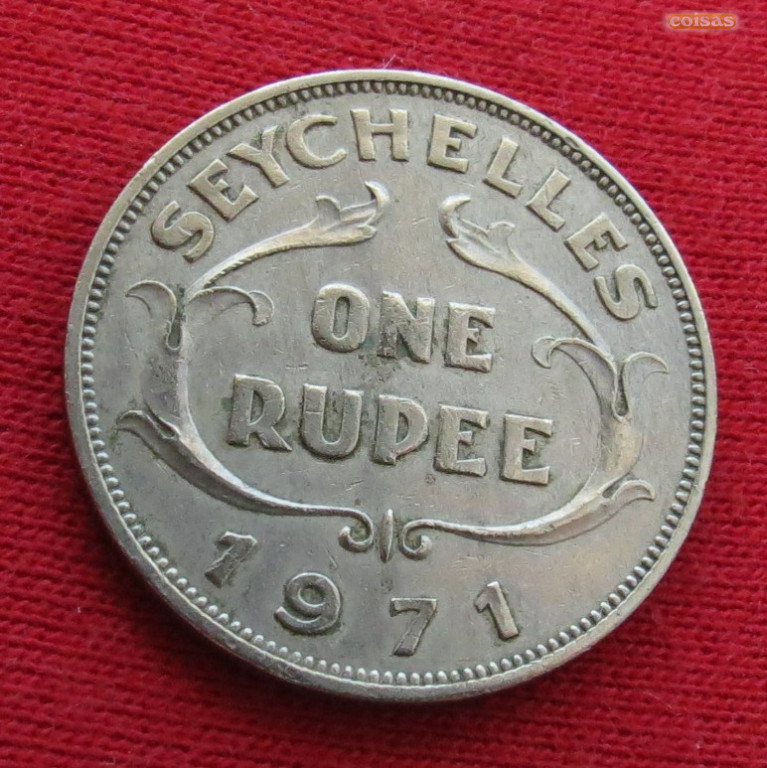 coisas
SEYCHELLES
ONE
RUPEE
1971